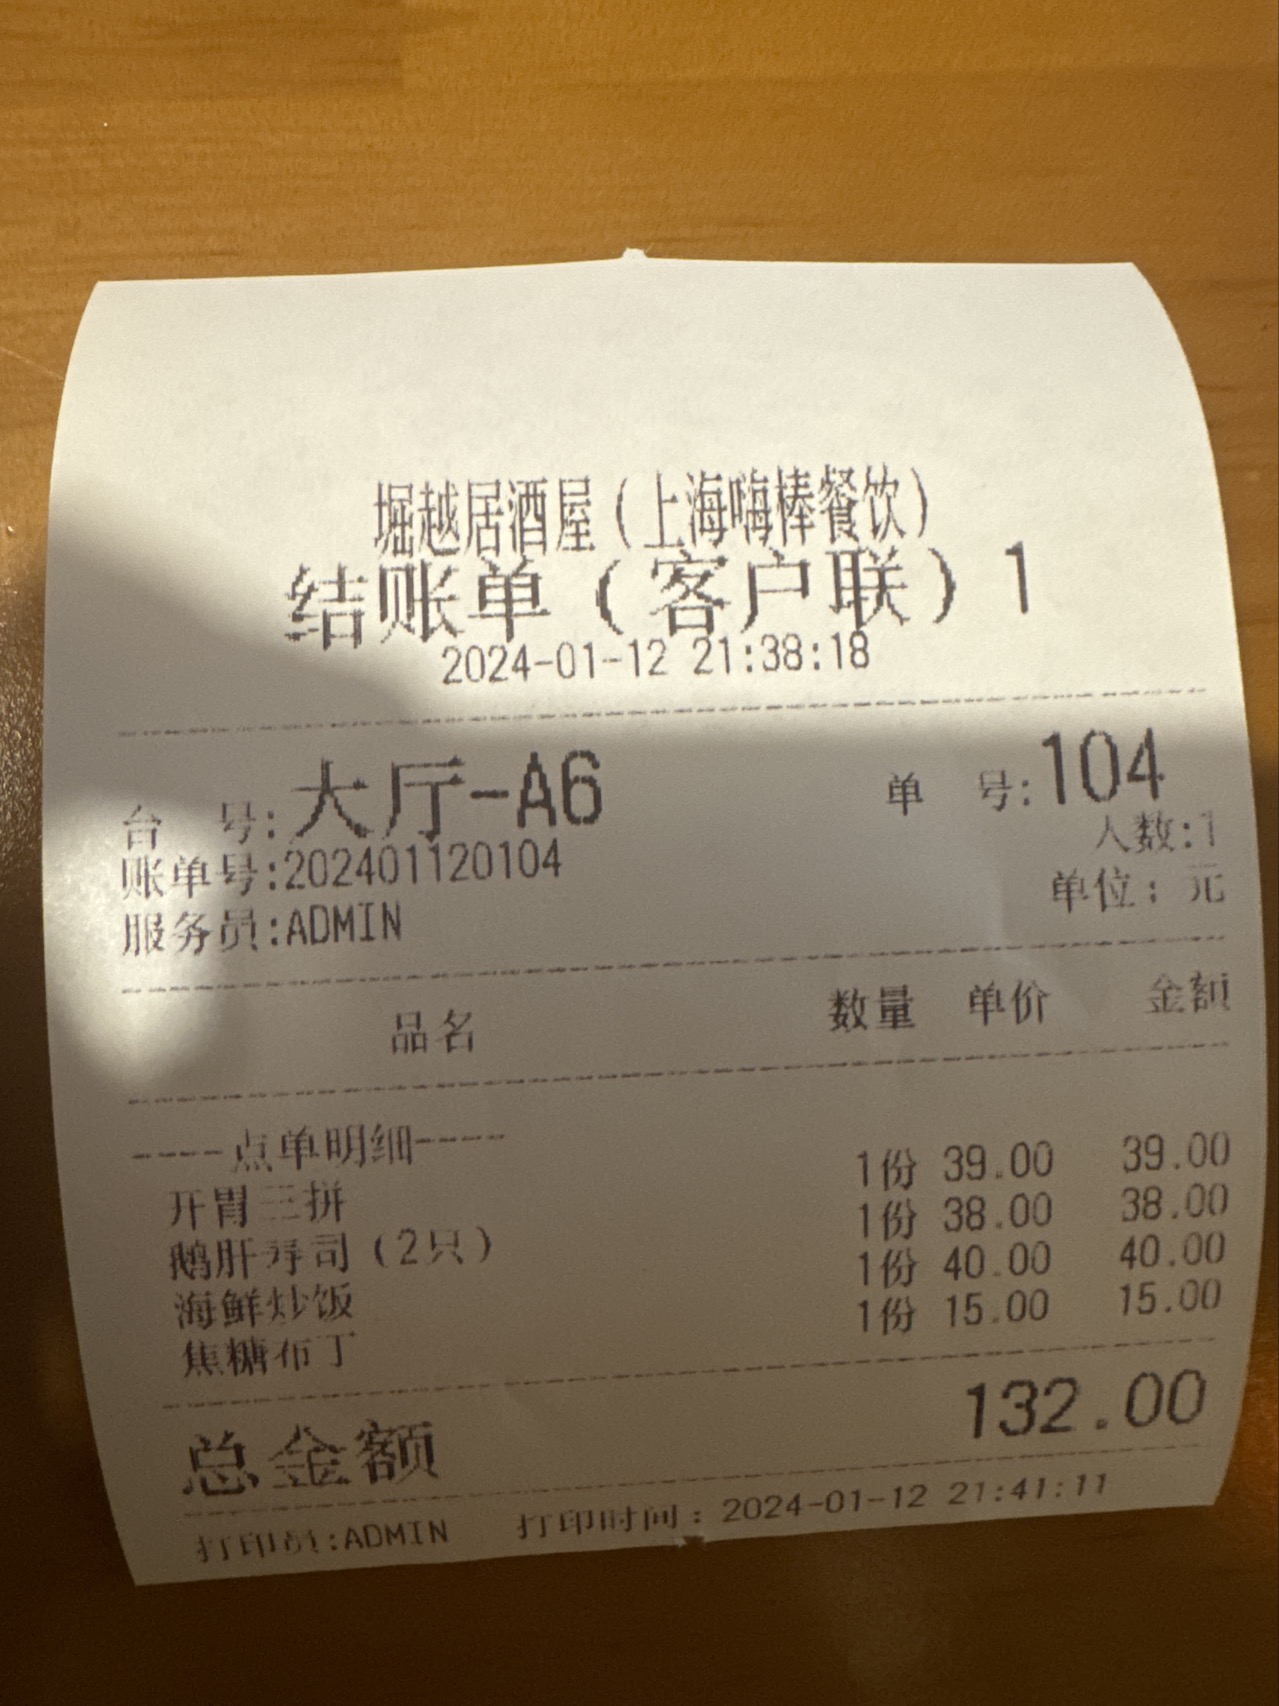 堀越居酒屋(上海嗨棒餐饮)
结账单(客户联)1
2024-01-12 21:38:18
台 号:大厅-A6 单 号:104
人数:1
账单号:202401120104
单位:元
服务员:ADMIN
品名 数量 单价 金额
----点单明细----
开胃三拼 1份 39.00 39.00
鹅肝寿司(2只) 1份 38.00 38.00
海鲜炒饭 1份 40.00 40.00
焦糖布丁 1份 15.00 15.00
总金额 132.00
打印员:ADMIN 打印时间:2024-01-12 21:41:11